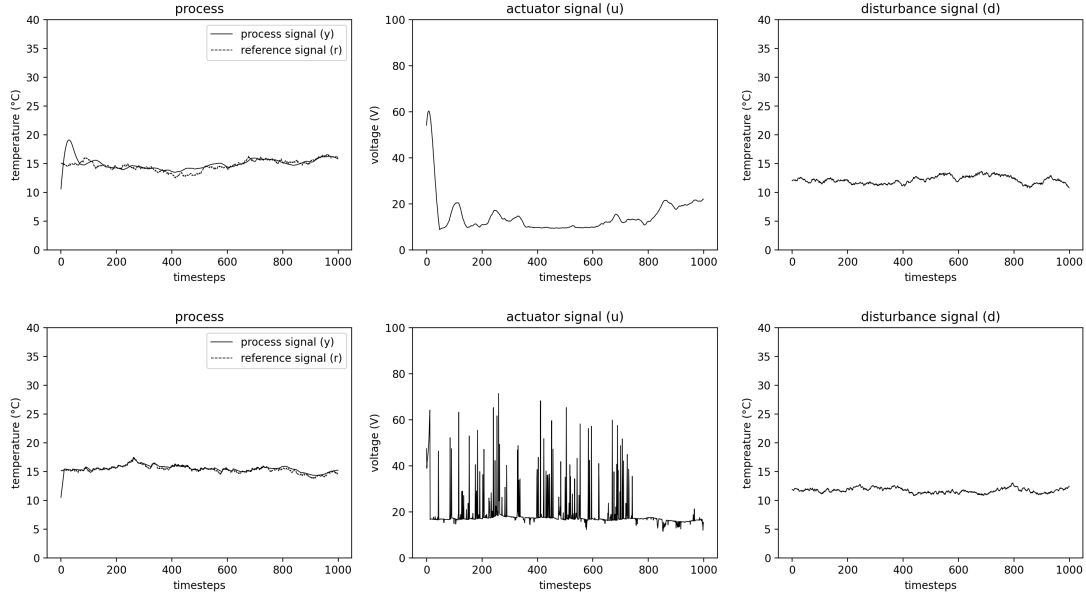 process
actuator signal (u)
disturbance signal (d)
40
35
30
25
20
15
10
5
0
temperature (°C)
process signal (y)
reference signal (r)
0 200 400 600 800 1000
timesteps
100
80
60
40
20
0
voltage (V)
0 200 400 600 800 1000
timesteps
40
35
30
25
20
15
10
5
0
tempreature (°C)
0 200 400 600 800 1000
timesteps
process
actuator signal (u)
disturbance signal (d)
40
35
30
25
20
15
10
5
0
temperature (°C)
process signal (y)
reference signal (r)
0 200 400 600 800 1000
timesteps
100
80
60
40
20
0
voltage (V)
0 200 400 600 800 1000
timesteps
40
35
30
25
20
15
10
5
0
tempreature (°C)
0 200 400 600 800 1000
timesteps